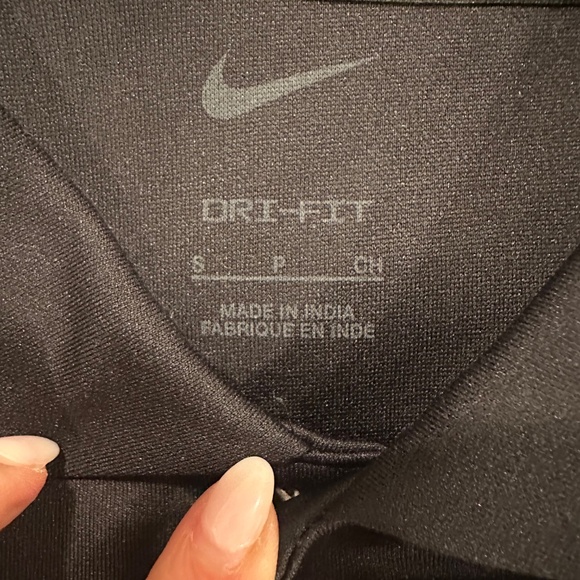 DRI-FIT
S P CH
MADE IN INDIA
FABRIQUE EN INDE